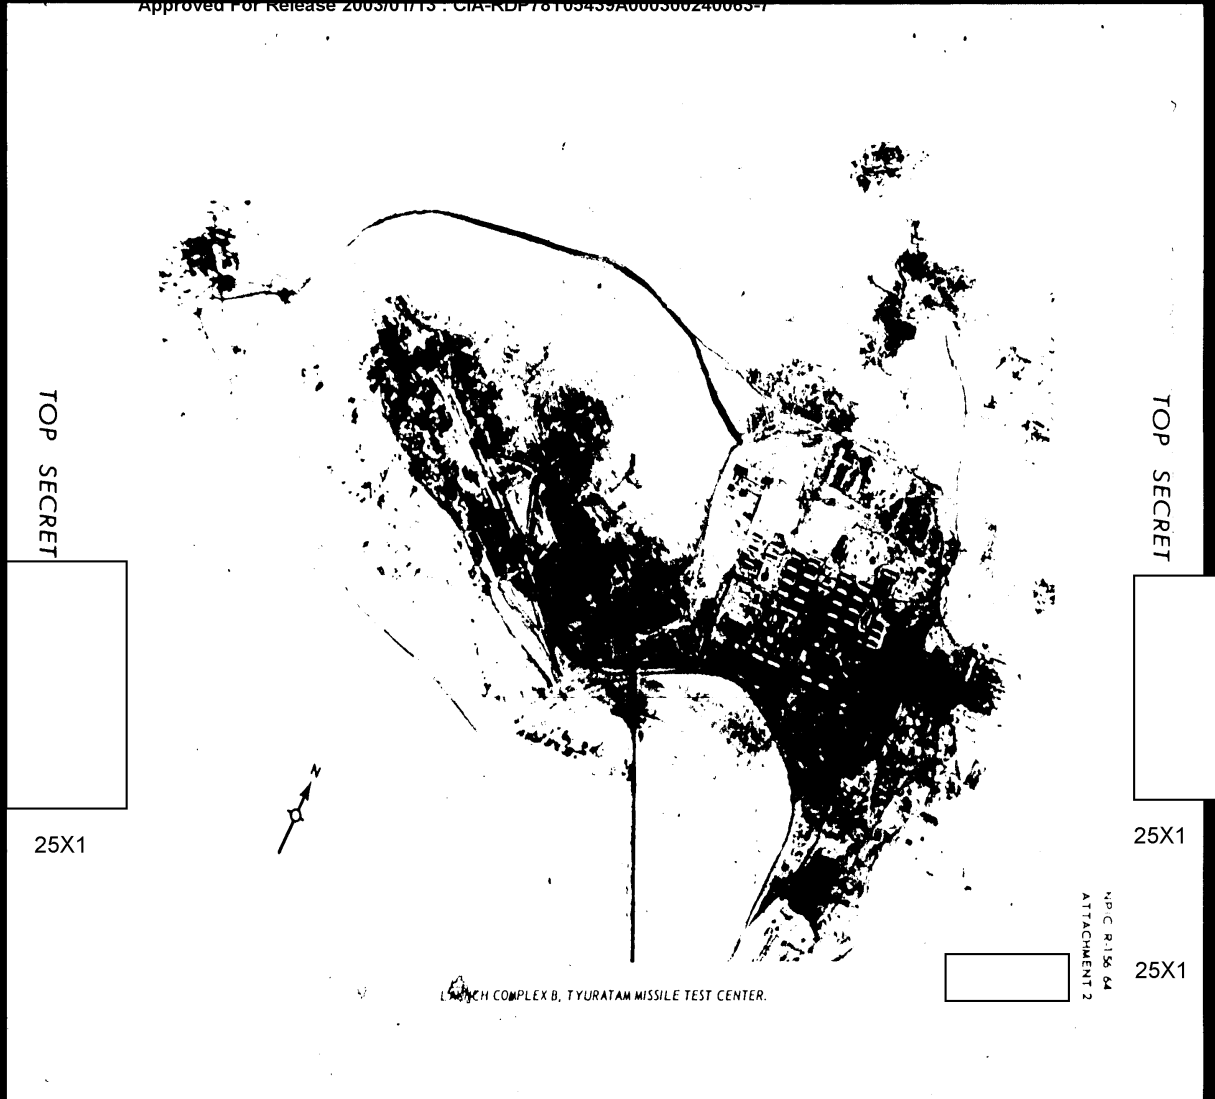 Approved For Release 2003/01/13 : CIA-RDP78T05439A000300240063-7
TOP SECRET
TOP SECRET
25X1
25X1
N
NPIC R-156 64
ATTACHMENT 2
25X1
LAUNCH COMPLEX B, TYURATAM MISSILE TEST CENTER.